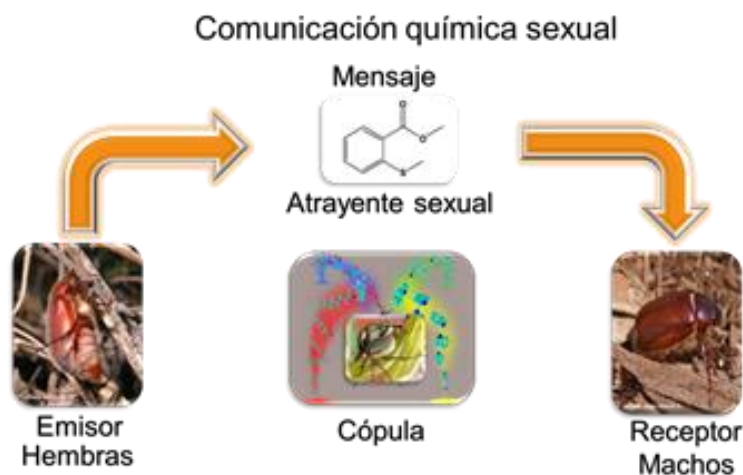 Comunicación química sexual
Mensaje
O
O
S
Atrayente sexual
Emisor
Hembras
Cópula
Receptor
Machos